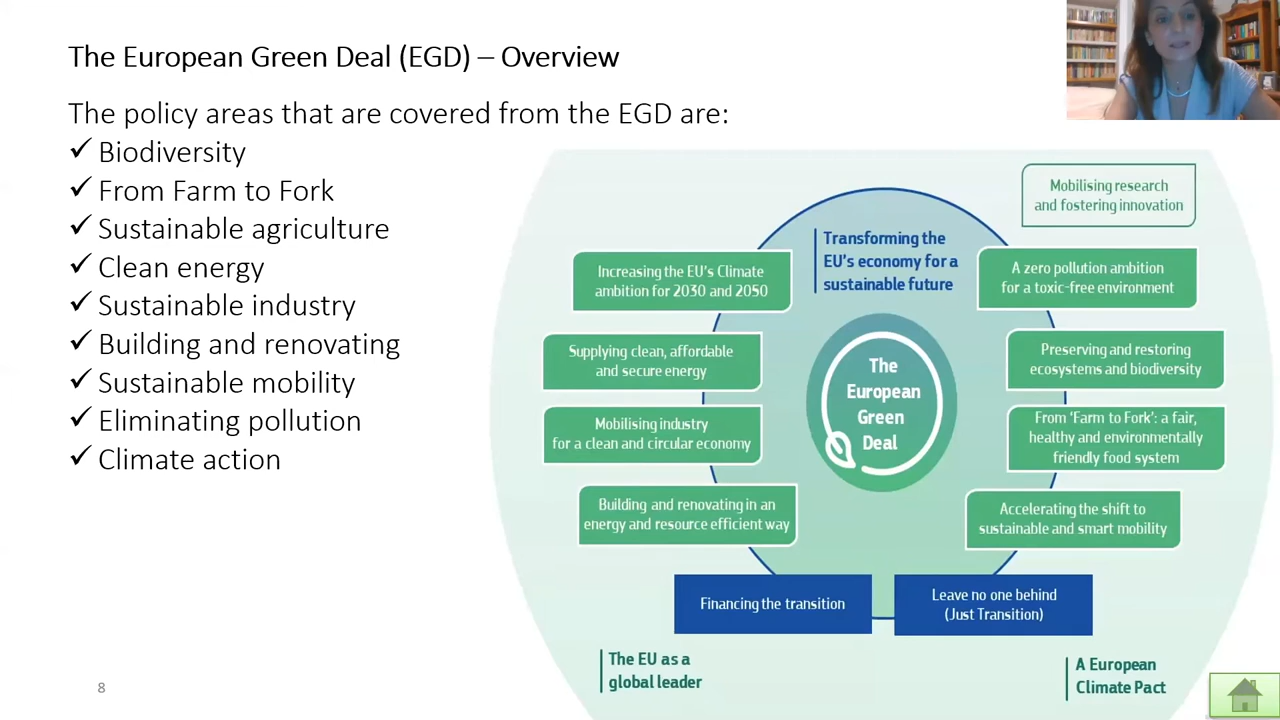 The European Green Deal (EGD) – Overview
The policy areas that are covered from the EGD are:
✓ Biodiversity
✓ From Farm to Fork
✓ Sustainable agriculture
✓ Clean energy
✓ Sustainable industry
✓ Building and renovating
✓ Sustainable mobility
✓ Eliminating pollution
✓ Climate action
Mobilising research
and fostering innovation
Transforming the
EU's economy for a
sustainable future
Increasing the EU's Climate
ambition for 2030 and 2050
A zero pollution ambition
for a toxic-free environment
Supplying clean, affordable
and secure energy
Preserving and restoring
ecosystems and biodiversity
The
European
Green
Deal
Mobilising industry
for a clean and circular economy
From 'Farm to Fork': a fair,
healthy and environmentally
friendly food system
Building and renovating in an
energy and resource efficient way
Accelerating the shift to
sustainable and smart mobility
Financing the transition
Leave no one behind
(Just Transition)
The EU as a
global leader
A European
Climate Pact
8